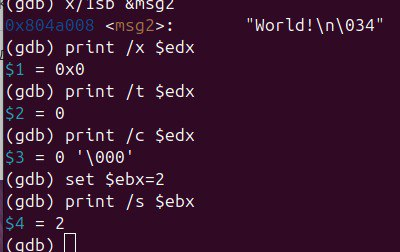 (gdb) x/1sb &msg2
0x804a008 <msg2>:       "World!\n\034"
(gdb) print /x $edx
$1 = 0x0
(gdb) print /t $edx
$2 = 0
(gdb) print /c $edx
$3 = 0 '\000'
(gdb) set $ebx=2
(gdb) print /s $ebx
$4 = 2
(gdb)